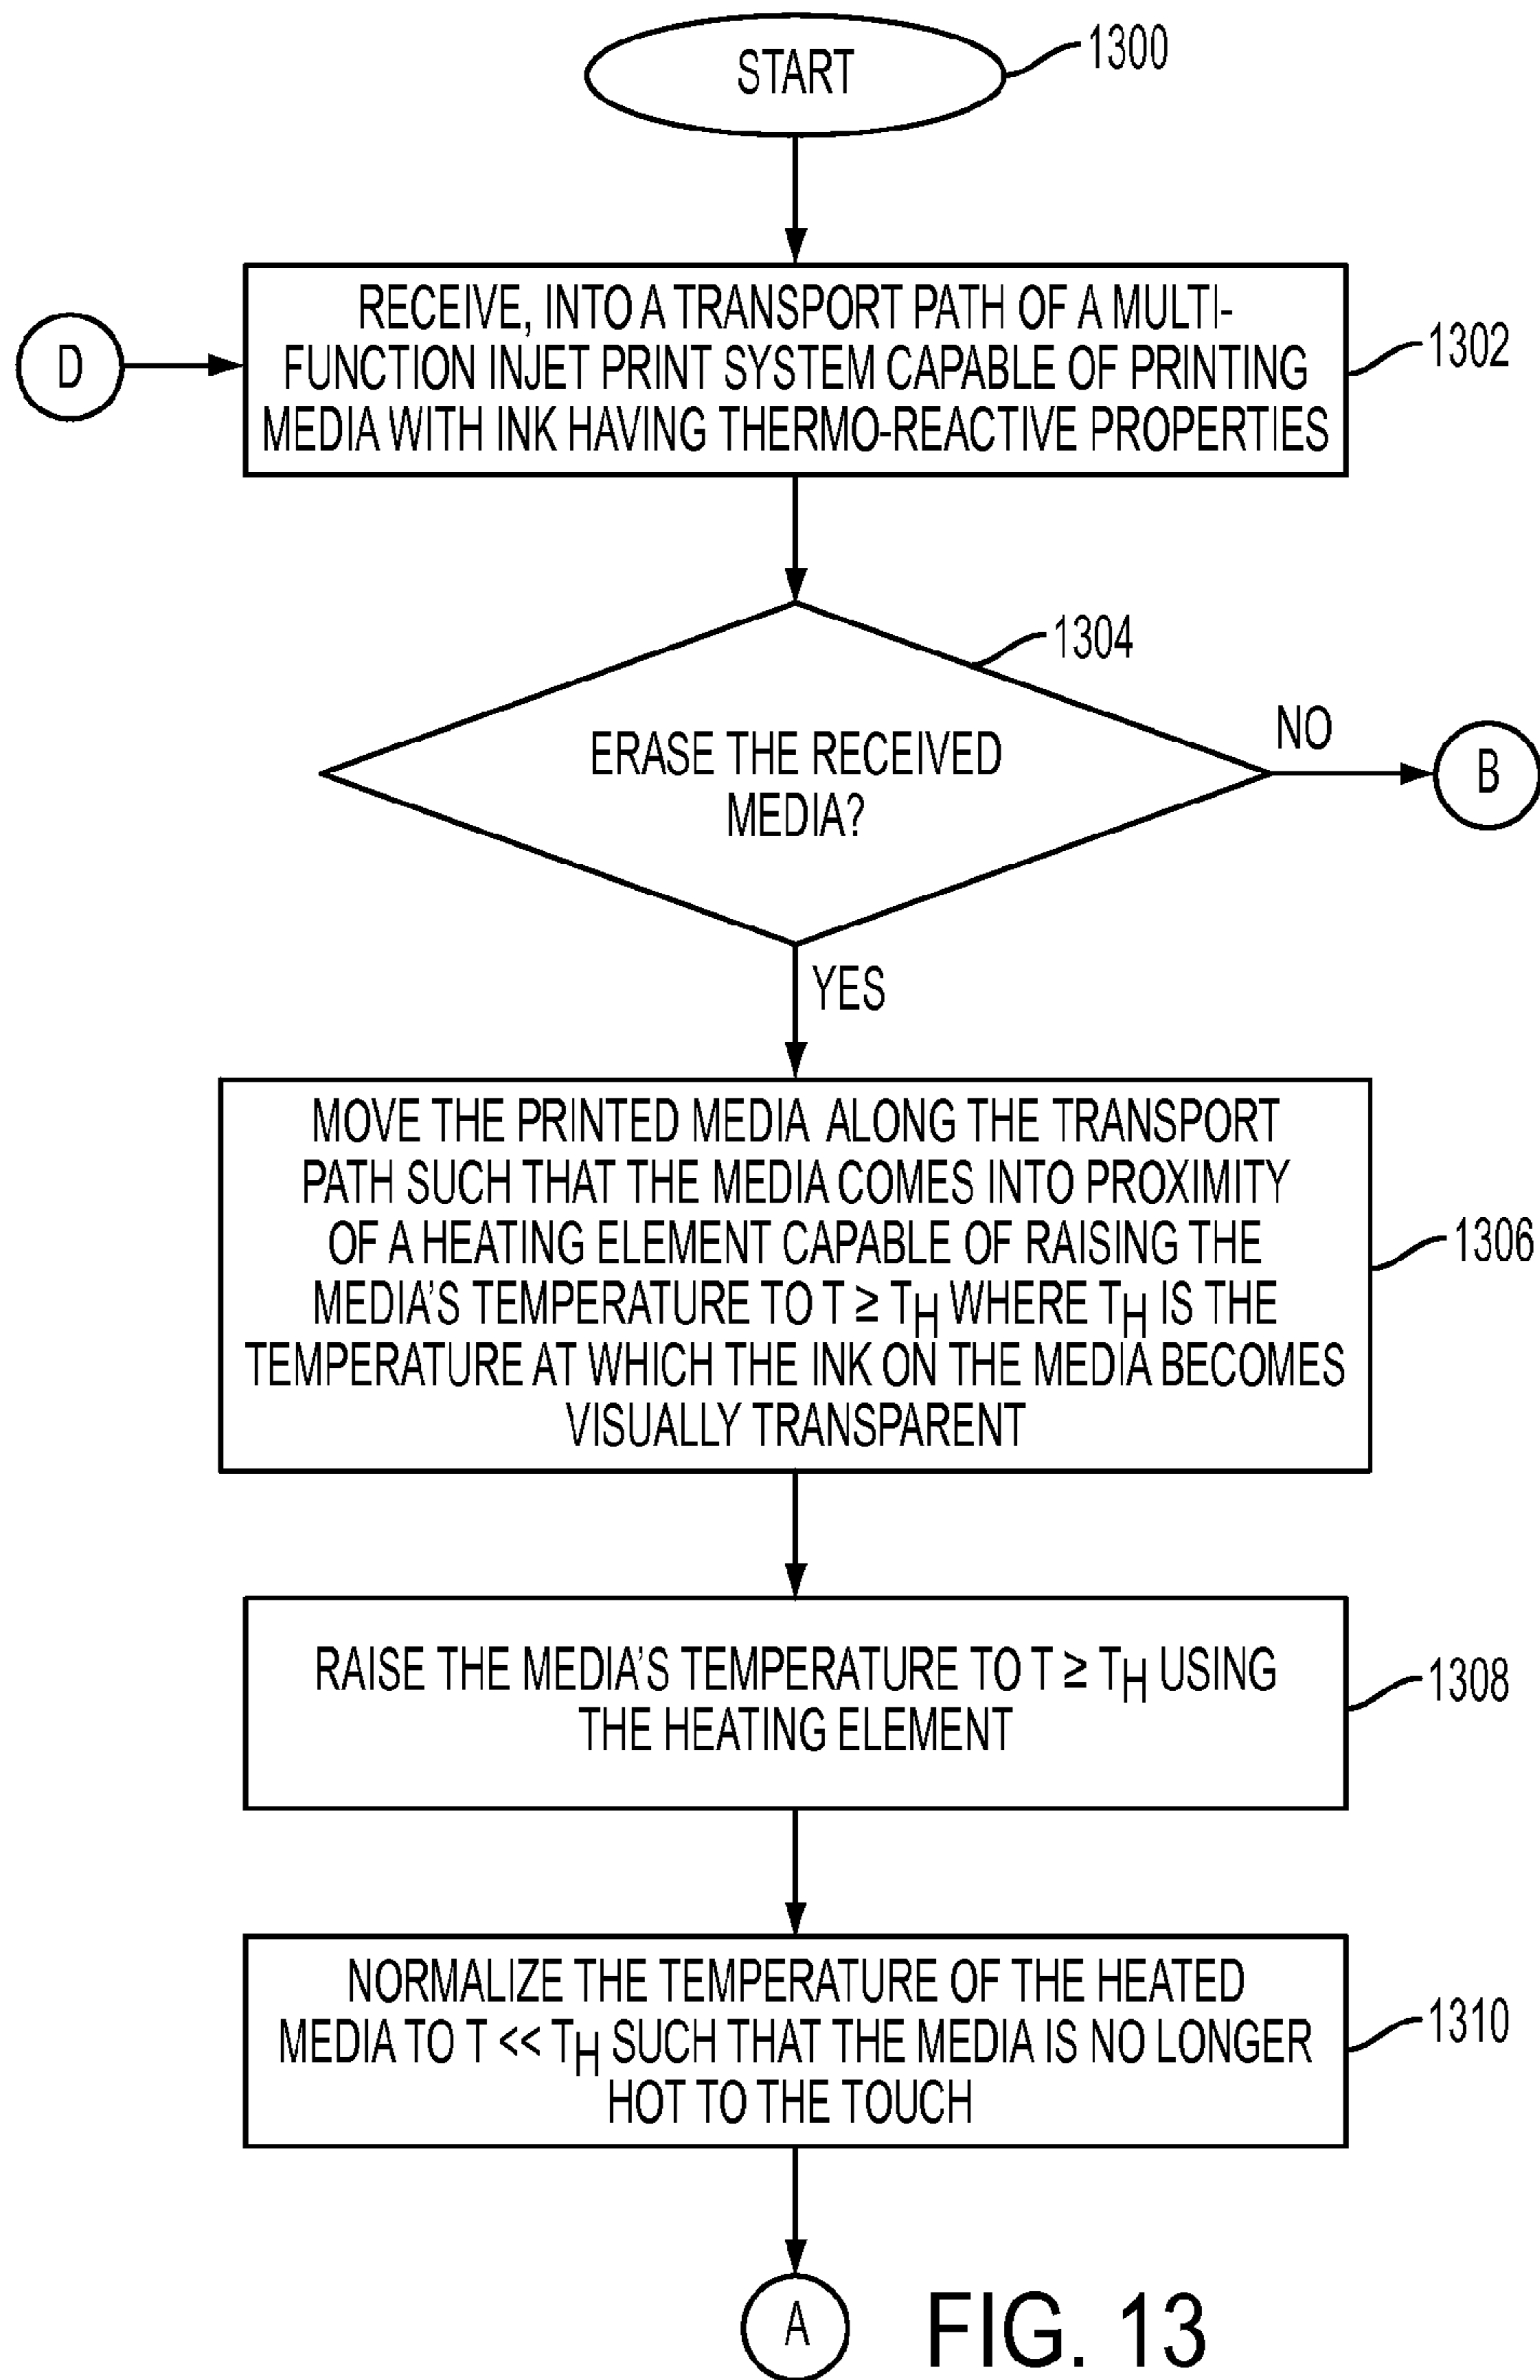 START
1300
RECEIVE, INTO A TRANSPORT PATH OF A MULTI-
FUNCTION INJET PRINT SYSTEM CAPABLE OF PRINTING
MEDIA WITH INK HAVING THERMO-REACTIVE PROPERTIES
1302
D
1304
ERASE THE RECEIVED
MEDIA?
NO
B
YES
MOVE THE PRINTED MEDIA ALONG THE TRANSPORT
PATH SUCH THAT THE MEDIA COMES INTO PROXIMITY
OF A HEATING ELEMENT CAPABLE OF RAISING THE
MEDIA'S TEMPERATURE TO T ≥ TH WHERE TH IS THE
TEMPERATURE AT WHICH THE INK ON THE MEDIA BECOMES
VISUALLY TRANSPARENT
1306
RAISE THE MEDIA'S TEMPERATURE TO T ≥ TH USING
THE HEATING ELEMENT
1308
NORMALIZE THE TEMPERATURE OF THE HEATED
MEDIA TO T << TH SUCH THAT THE MEDIA IS NO LONGER
HOT TO THE TOUCH
1310
A
FIG. 13